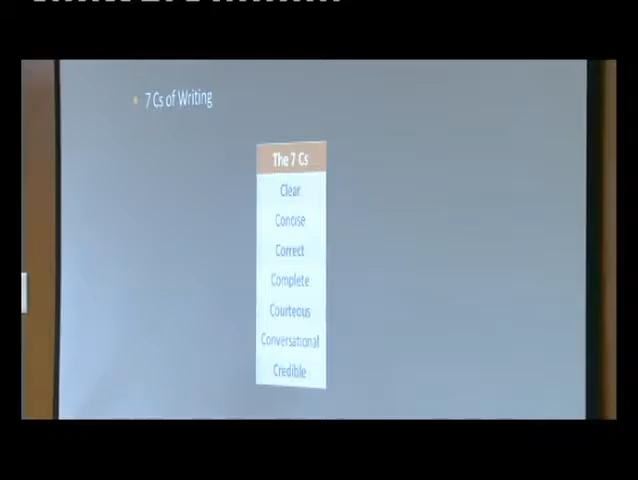 7 Cs of Writing
The 7 Cs
Clear
Concise
Correct
Complete
Courteous
Conversational
Credible